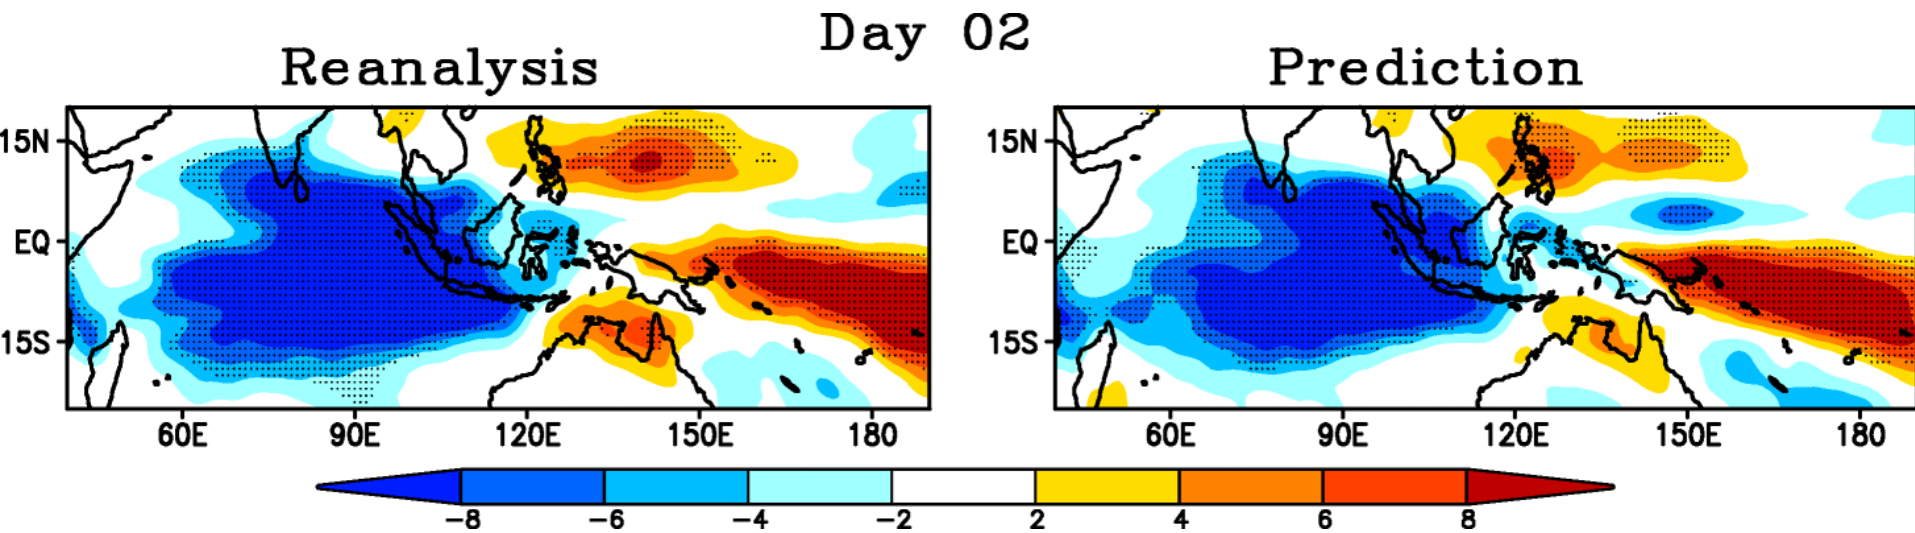 Day 02
Reanalysis Prediction
15N 15N
EQ EQ
15S 15S
60E 90E 120E 150E 180 60E 90E 120E 150E 180
−8 −6 −4 −2 2 4 6 8